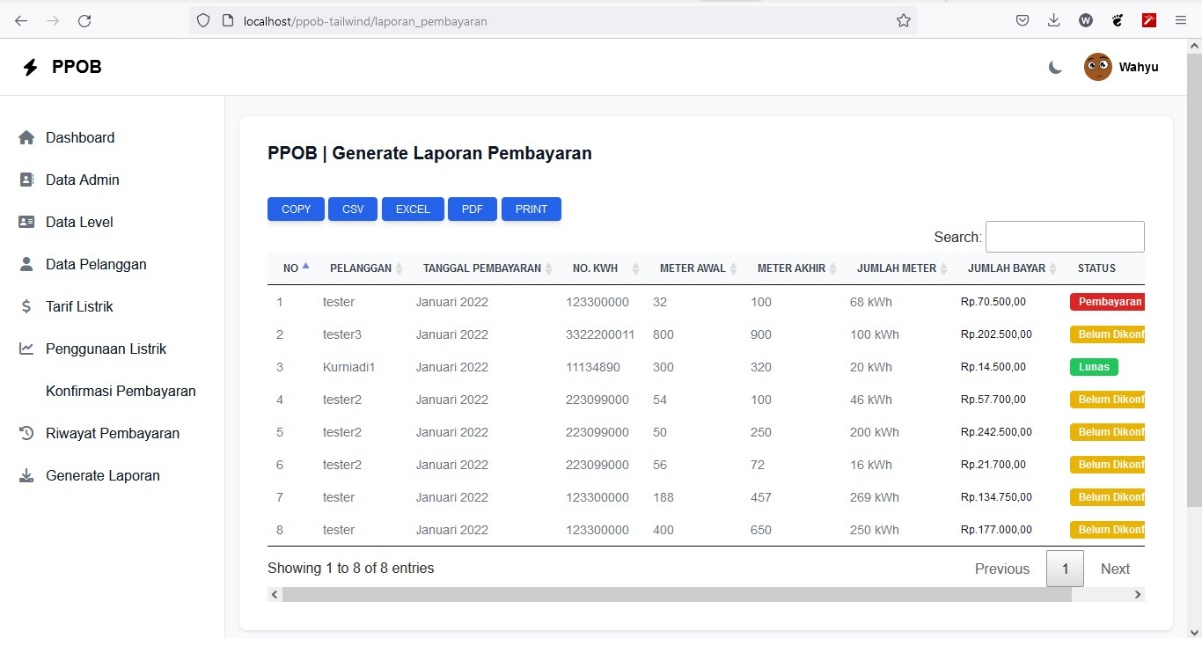 localhost/ppob-tailwind/laporan_pembayaran
W
PPOB
Wahyu
Dashboard
Data Admin
Data Level
Data Pelanggan
Tarif Listrik
Penggunaan Listrik
Konfirmasi Pembayaran
Riwayat Pembayaran
Generate Laporan
PPOB | Generate Laporan Pembayaran
COPY CSV EXCEL PDF PRINT
Search:
NO PELANGGAN TANGGAL PEMBAYARAN NO. KWH METER AWAL METER AKHIR JUMLAH METER JUMLAH BAYAR STATUS
1 tester Januari 2022 123300000 32 100 68 kWh Rp.70.500,00 Pembayaran
2 tester3 Januari 2022 3322200011 800 900 100 kWh Rp.202.500,00 Belum Dikonf
3 Kurniadi1 Januari 2022 11134890 300 320 20 kWh Rp.14.500,00 Lunas
4 tester2 Januari 2022 223099000 54 100 46 kWh Rp.57.700,00 Belum Dikonf
5 tester2 Januari 2022 223099000 50 250 200 kWh Rp.242.500,00 Belum Dikonf
6 tester2 Januari 2022 223099000 56 72 16 kWh Rp.21.700,00 Belum Dikonf
7 tester Januari 2022 123300000 188 457 269 kWh Rp.134.750,00 Belum Dikonf
8 tester Januari 2022 123300000 400 650 250 kWh Rp.177.000,00 Belum Dikonf
Showing 1 to 8 of 8 entries
Previous 1 Next